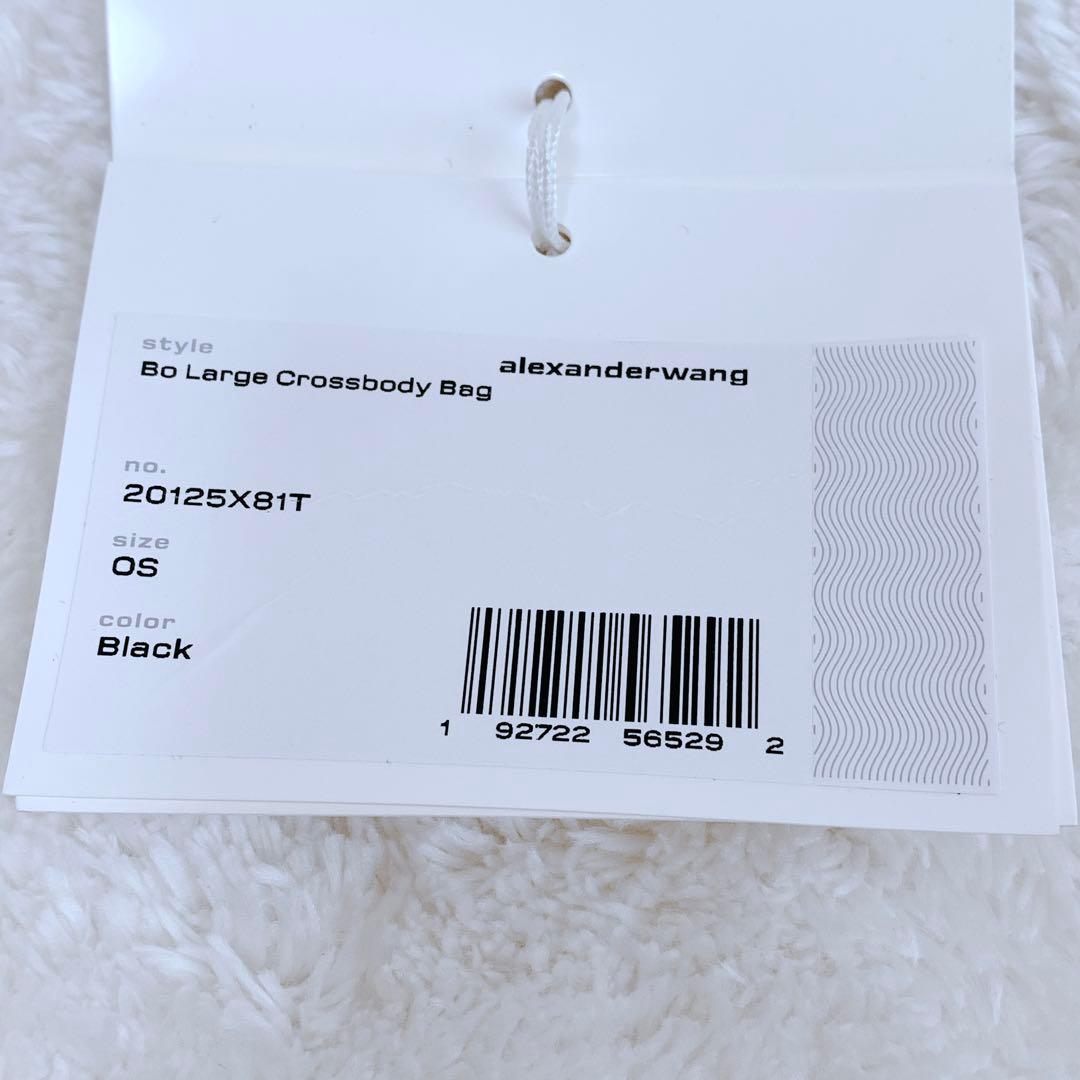 style
Bo Large Crossbody Bag
alexanderwang
no.
20125X81T
size
OS
color
Black
1 92722 56529 2